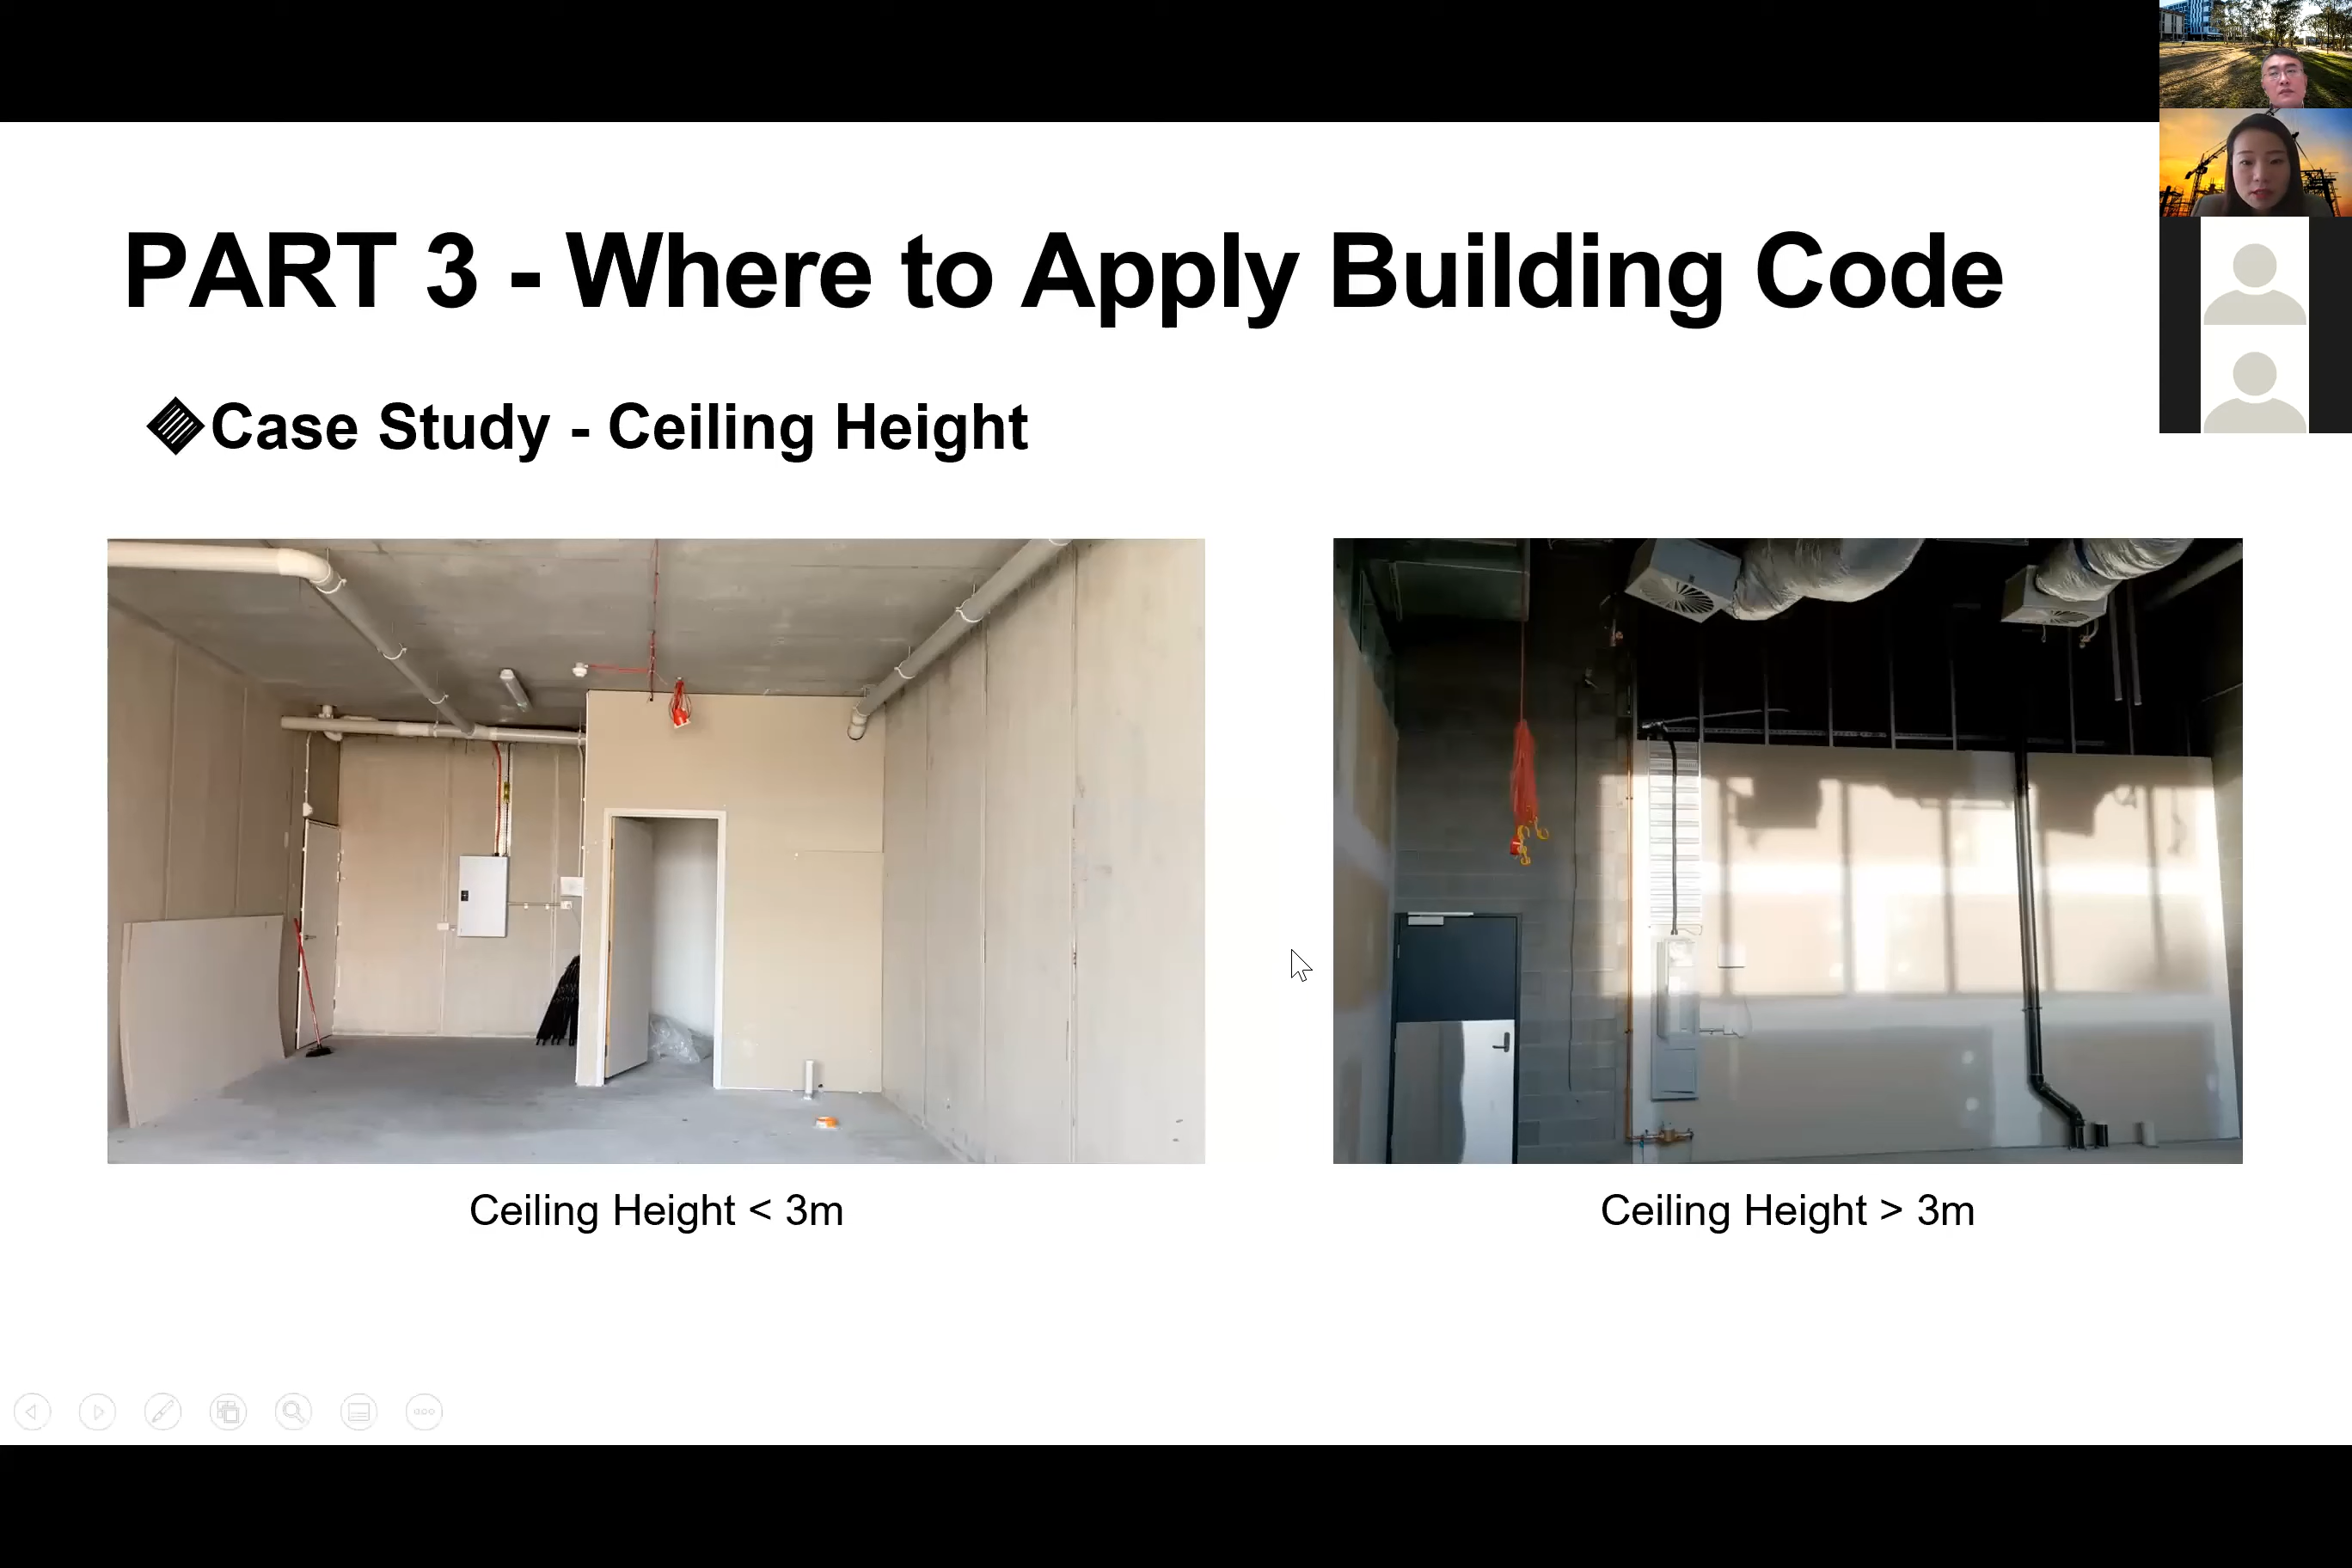 PART 3 - Where to Apply Building Code
Case Study - Ceiling Height
Ceiling Height < 3m
Ceiling Height > 3m